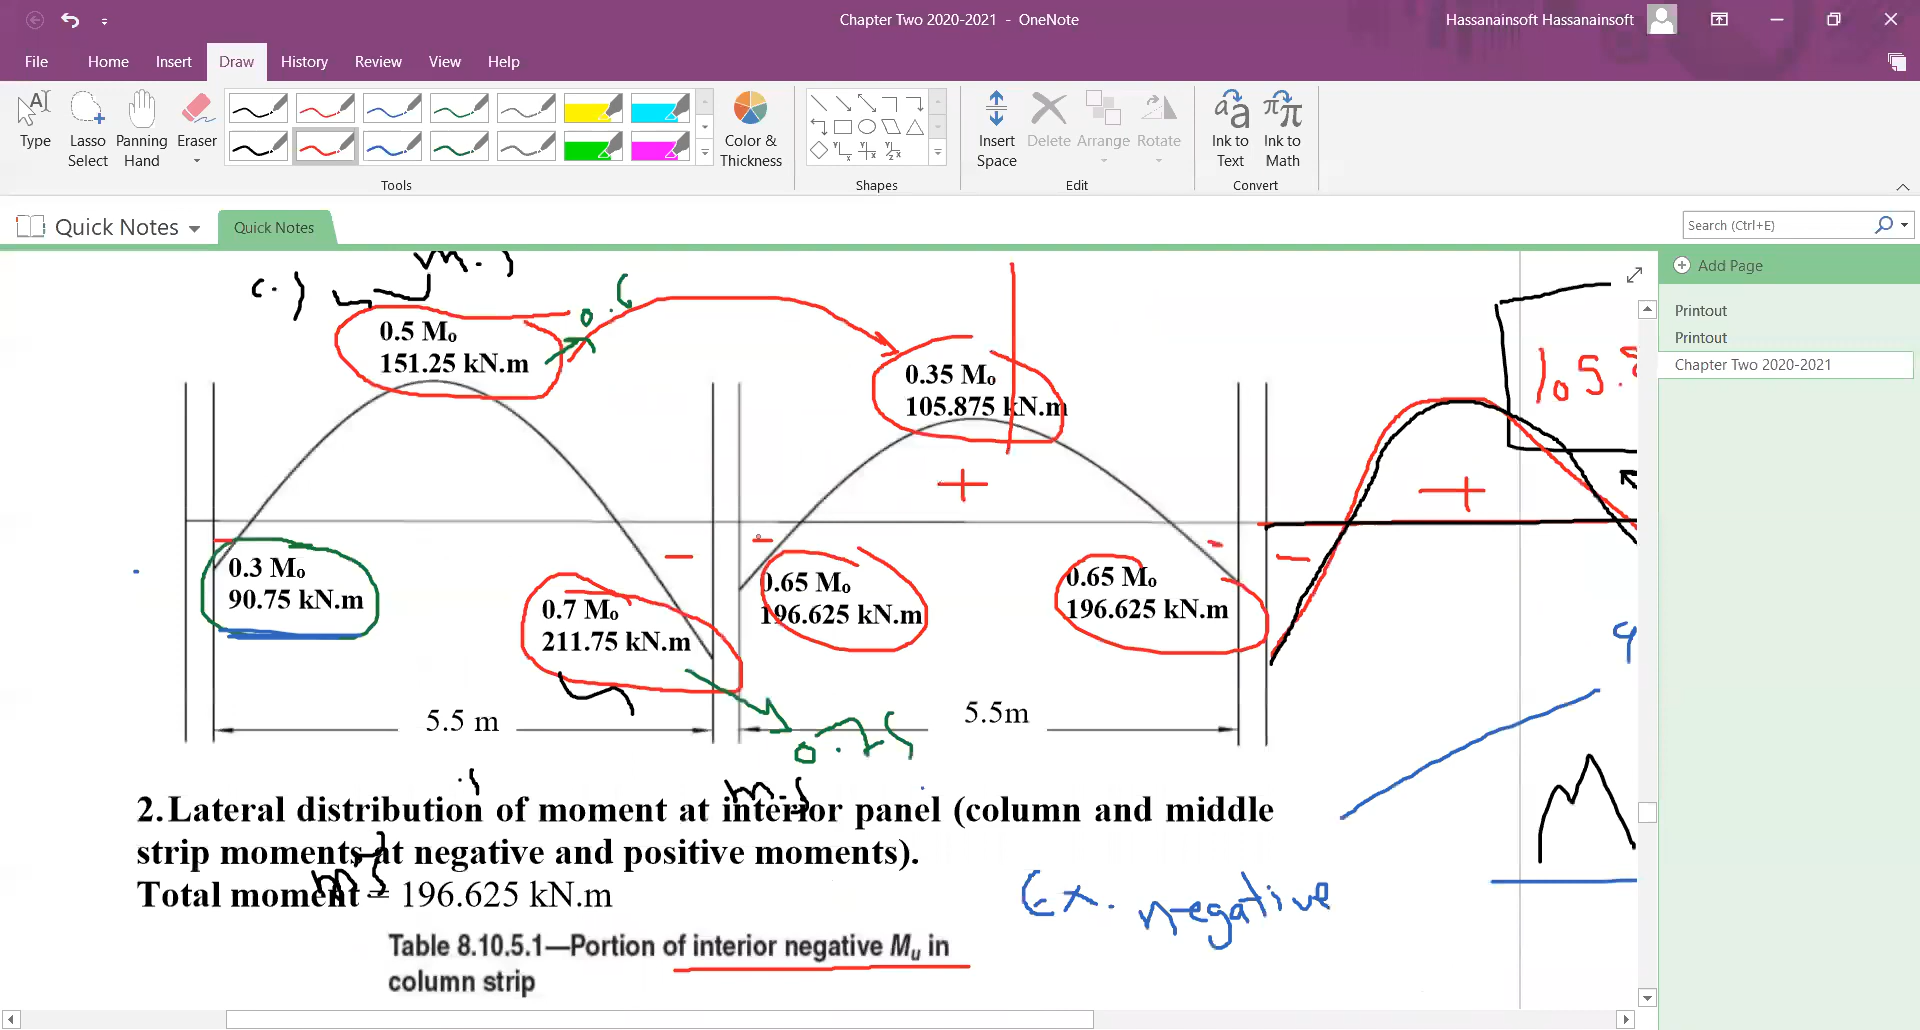 Chapter Two 2020-2021 - OneNote
Hassanainsoft Hassanainsoft
File Home Insert Draw History Review View Help
Type
Lasso Select
Panning Hand
Eraser
Color & Thickness
Insert Space
Delete
Arrange
Rotate
Ink to Text
Ink to Math
Tools
Shapes
Edit
Convert
Quick Notes
Quick Notes
Search (Ctrl+E)
Add Page
Printout
Printout
Chapter Two 2020-2021
0.5 Mₒ
151.25 kN.m
0.35 Mₒ
105.875 kN.m
105.8
+
+
0.3 Mₒ
90.75 kN.m
0.7 Mₒ
211.75 kN.m
0.65 Mₒ
196.625 kN.m
0.65 Mₒ
196.625 kN.m
5.5 m
5.5m
0.75
2. Lateral distribution of moment at interior panel (column and middle
strip moments at negative and positive moments).
Total moment = 196.625 kN.m
Ex. negative
Table 8.10.5.1—Portion of interior negative Mᵤ in
column strip